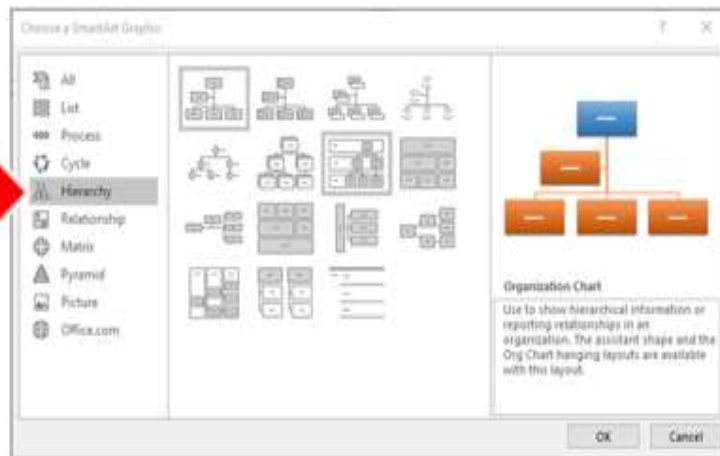 Choose a SmartArt Graphic
? X
All
List
Process
Cycle
Hierarchy
Relationship
Matrix
Pyramid
Picture
Office.com
Organization Chart
Use to show hierarchical information or
reporting relationships in an
organization. The assistant shape and the
Org Chart hanging layouts are available
with this layout.
OK
Cancel